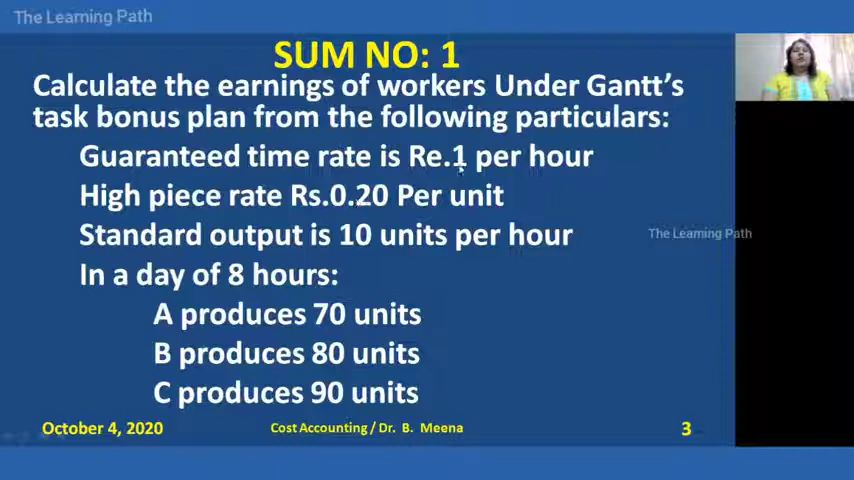 The Learning Path
SUM NO: 1
Calculate the earnings of workers Under Gantt's
task bonus plan from the following particulars:
Guaranteed time rate is Re.1 per hour
High piece rate Rs.0.20 Per unit
Standard output is 10 units per hour
The Learning Path
In a day of 8 hours:
A produces 70 units
B produces 80 units
C produces 90 units
October 4, 2020
Cost Accounting / Dr. B. Meena
3